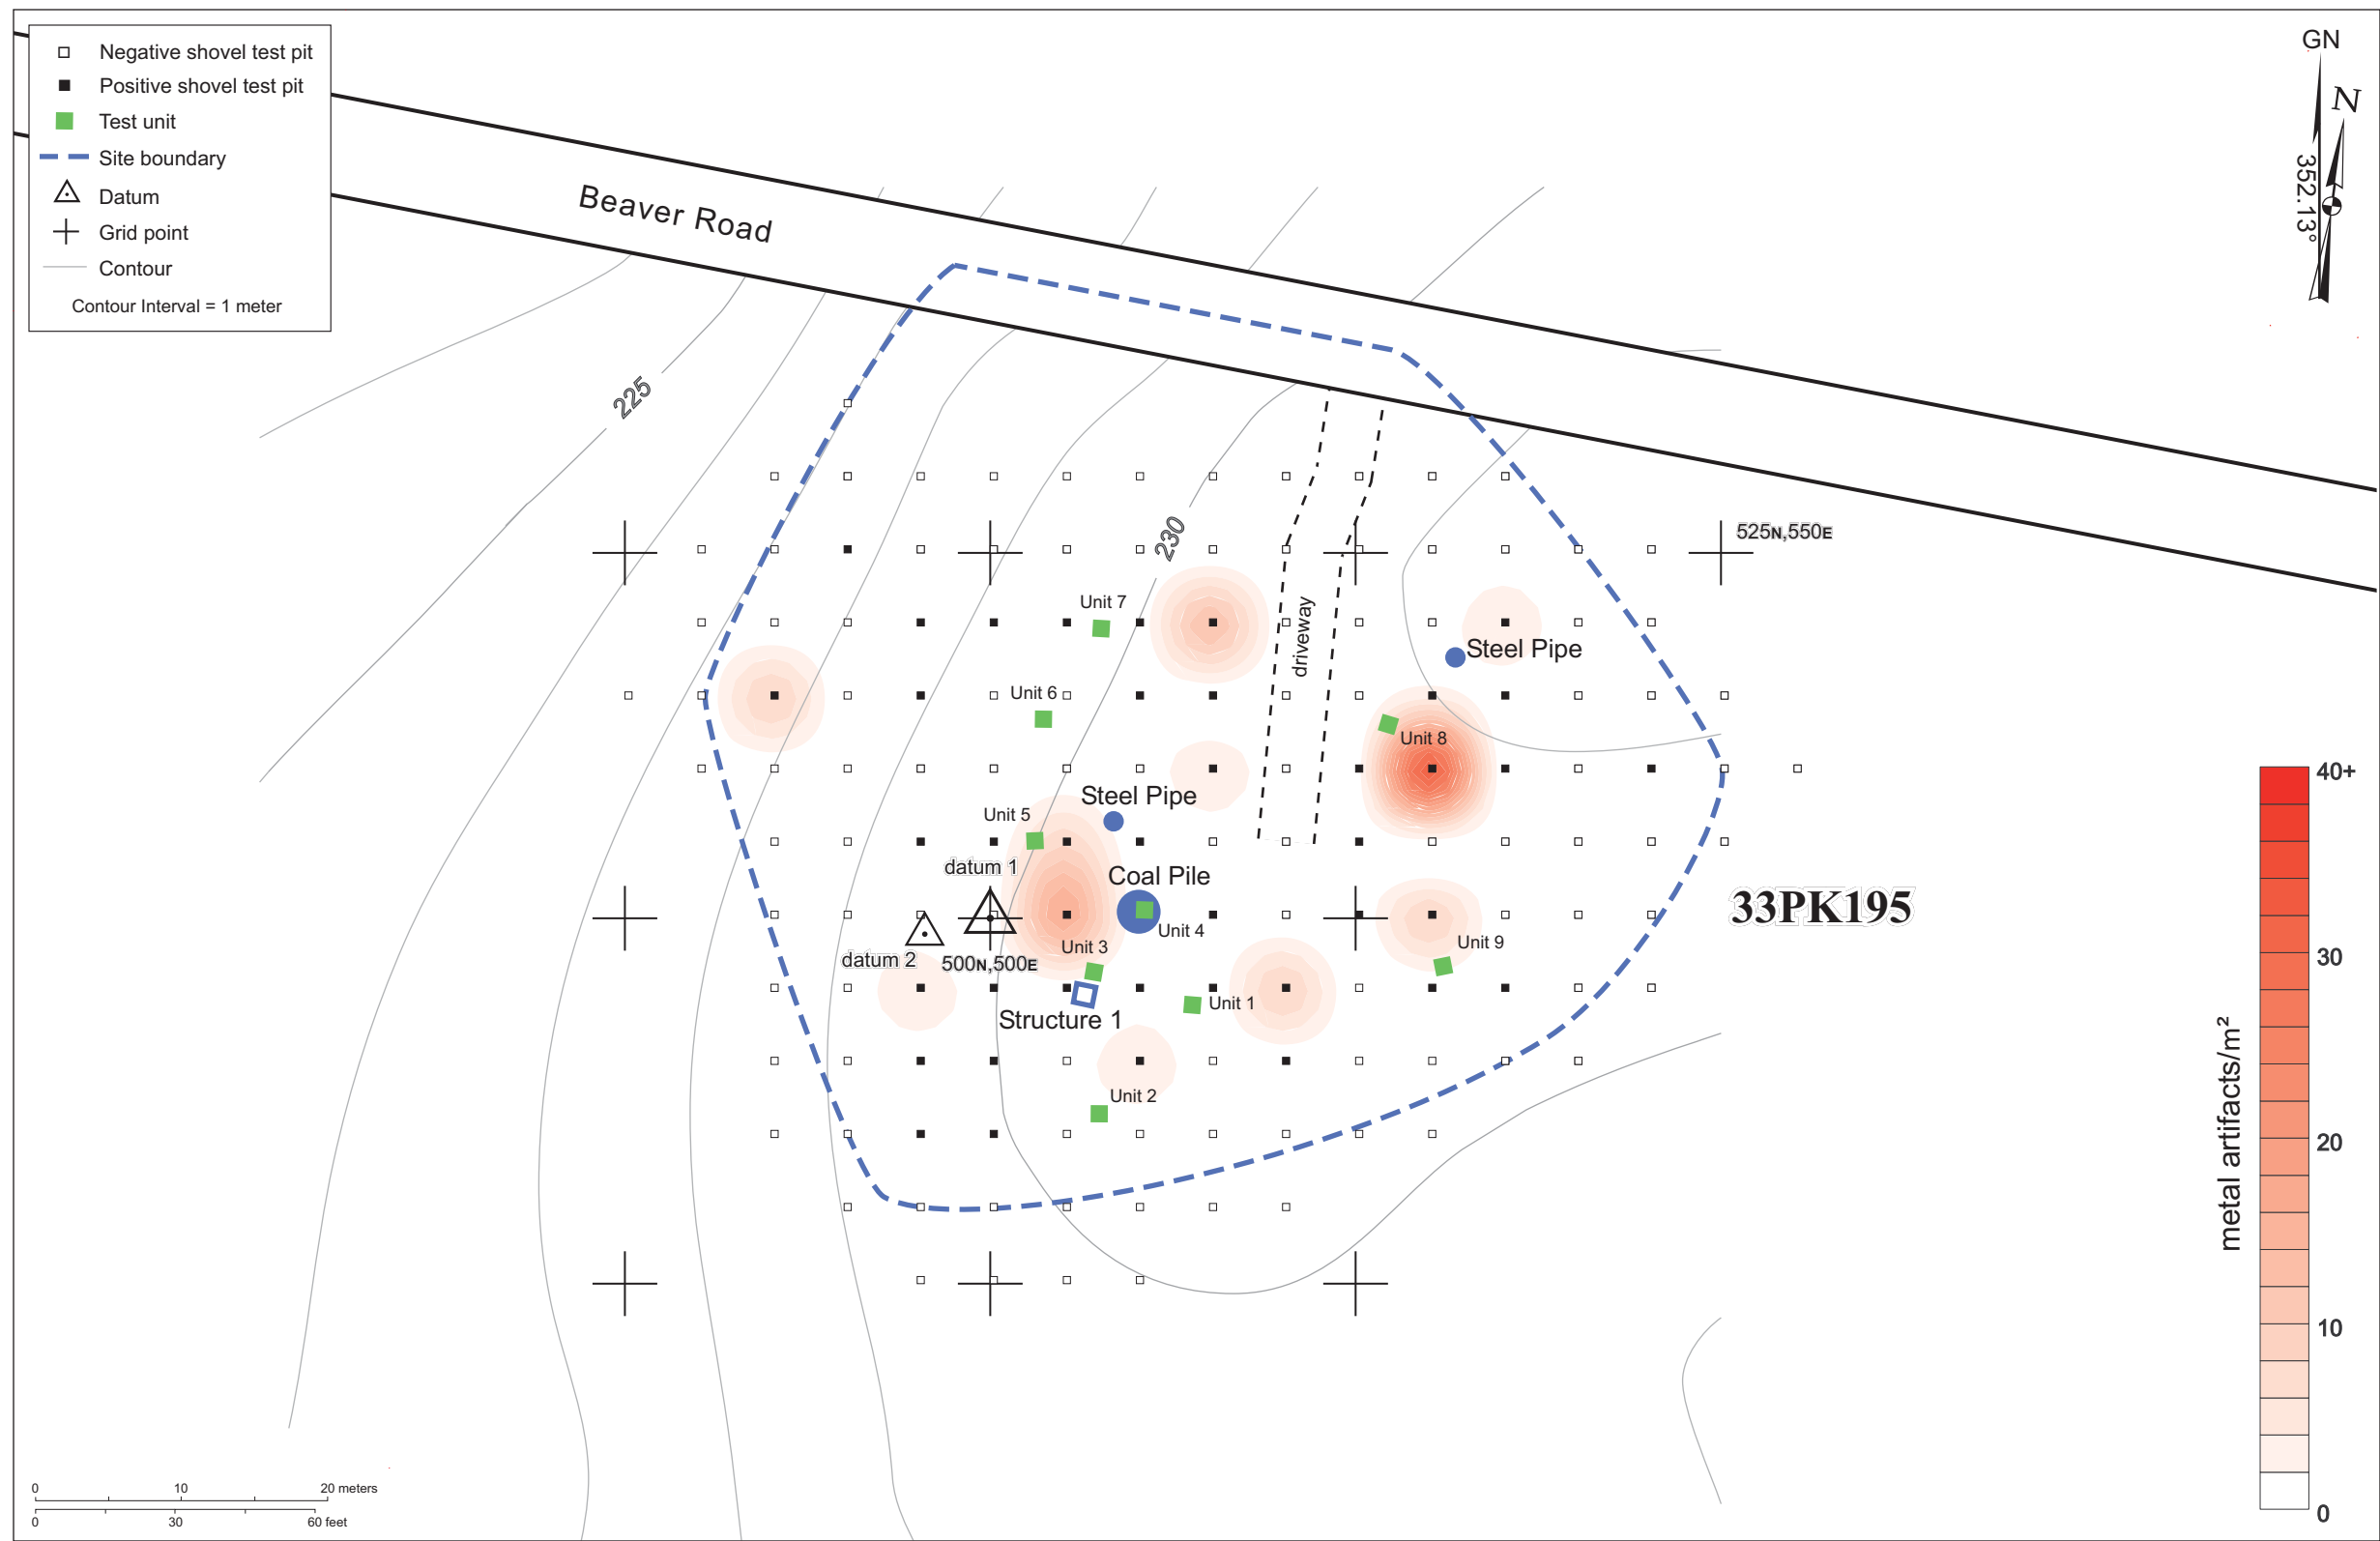 Negative shovel test pit
Positive shovel test pit
Test unit
Site boundary
Datum
Grid point
Contour
Contour Interval = 1 meter
GN
N
352.13°
Beaver Road
225
230
525N,550E
Unit 7
driveway
Steel Pipe
Unit 6
Unit 8
Steel Pipe
Unit 5
datum 1
Coal Pile
33PK195
Unit 4
Unit 3
Unit 9
datum 2
500N,500E
Unit 1
Structure 1
Unit 2
metal artifacts/m²
40+
30
20
10
0
0 10 20 meters
0 30 60 feet